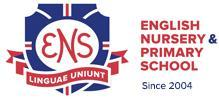 ENS
LINGUAE UNIUNT
ENGLISH
NURSERY &
PRIMARY
SCHOOL
Since 2004